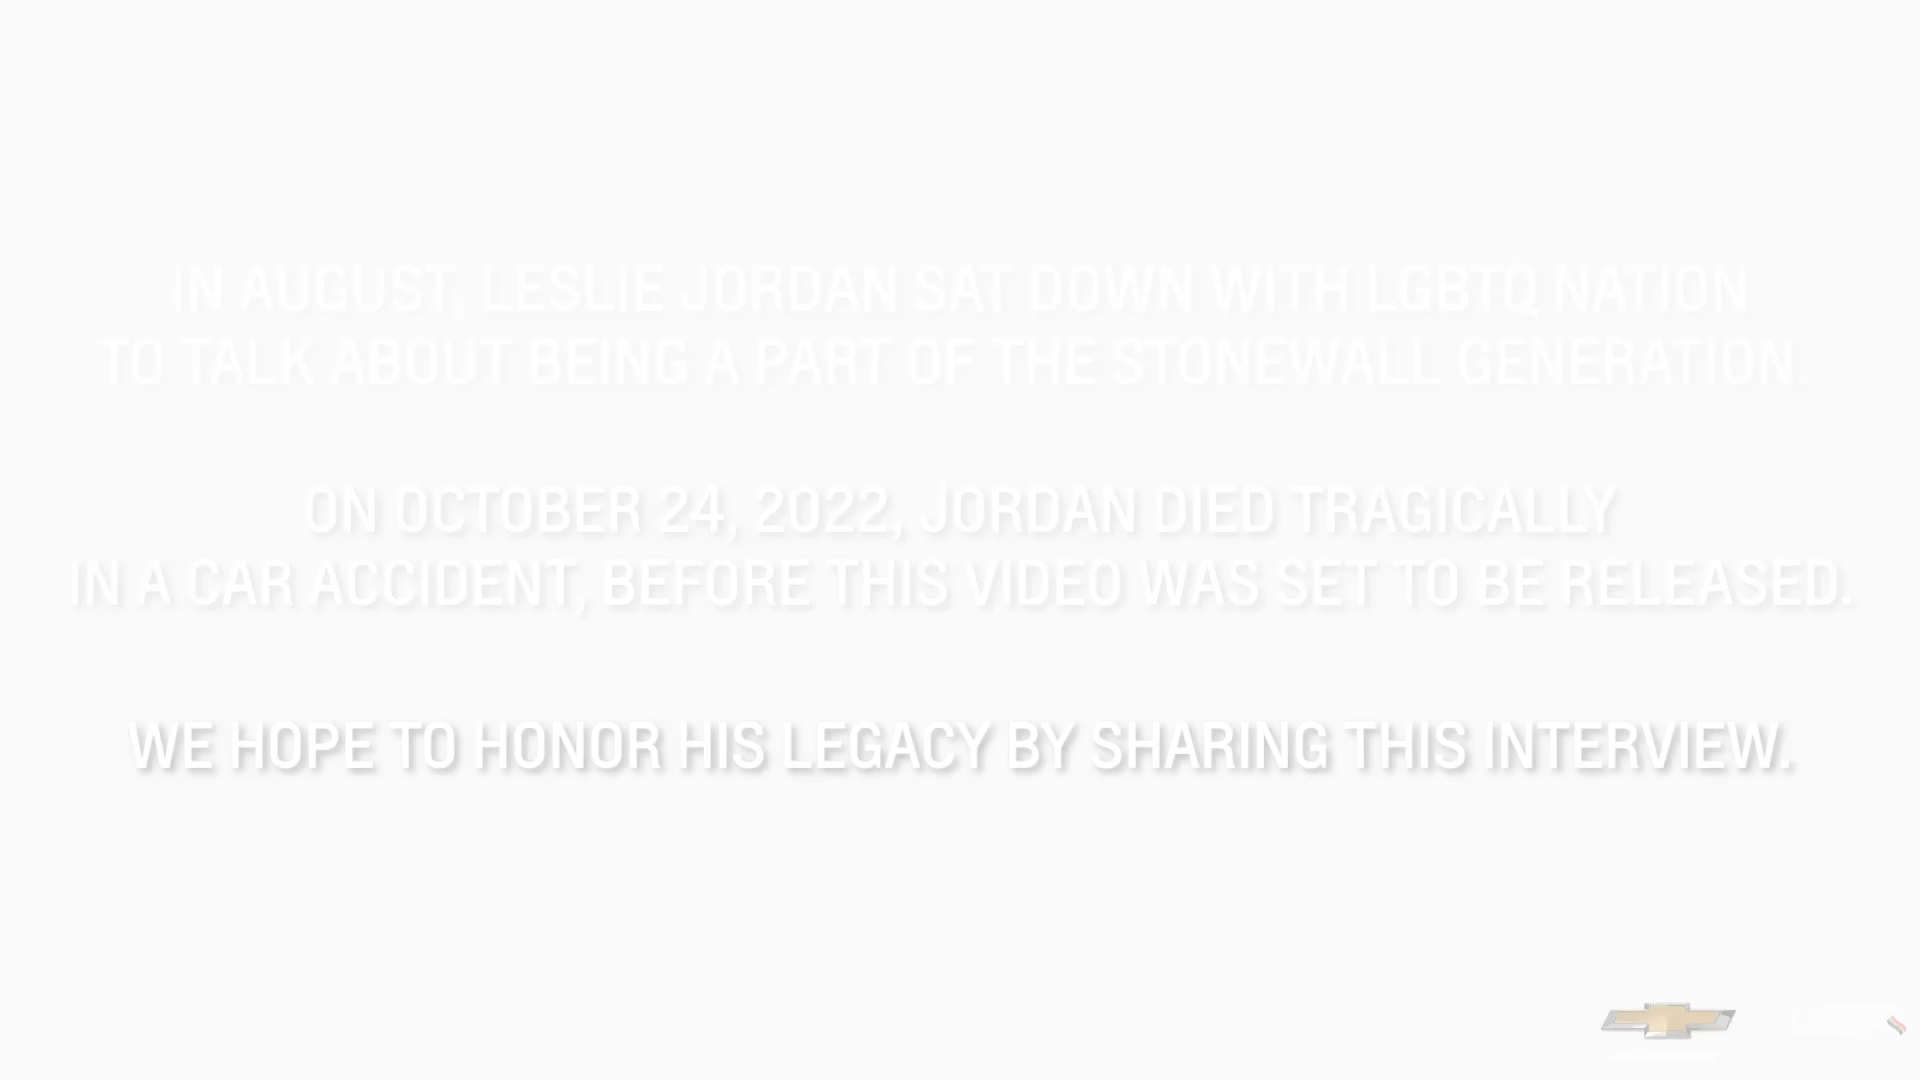 IN AUGUST, LESLIE JORDAN SAT DOWN WITH LGBTQ NATION
TO TALK ABOUT BEING A PART OF THE STONEWALL GENERATION.
ON OCTOBER 24, 2022, JORDAN DIED TRAGICALLY
IN A CAR ACCIDENT, BEFORE THIS VIDEO WAS SET TO BE RELEASED.
WE HOPE TO HONOR HIS LEGACY BY SHARING THIS INTERVIEW.